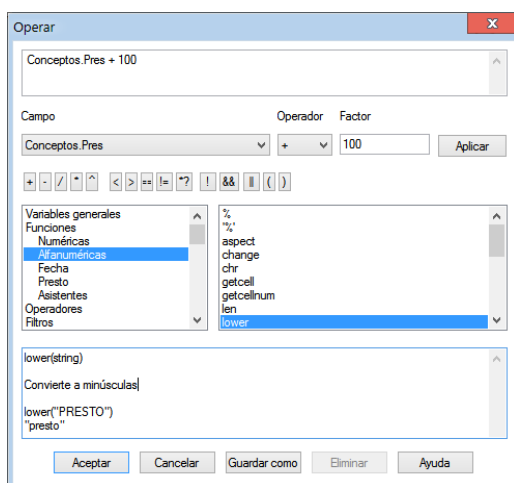 Operar
x
Conceptos.Pres + 100
Campo Operador Factor
Conceptos.Pres + 100 Aplicar
+ - / * ^ < > == != *? ! && || ( )
Variables generales
Funciones
Numéricas
Alfanuméricas
Fecha
Presto
Asistentes
Operadores
Filtros
%
'%'
aspect
change
chr
getcell
getcellnum
len
lower
lower(string)
Convierte a minúsculas
lower("PRESTO")
"presto"
Aceptar Cancelar Guardar como Eliminar Ayuda